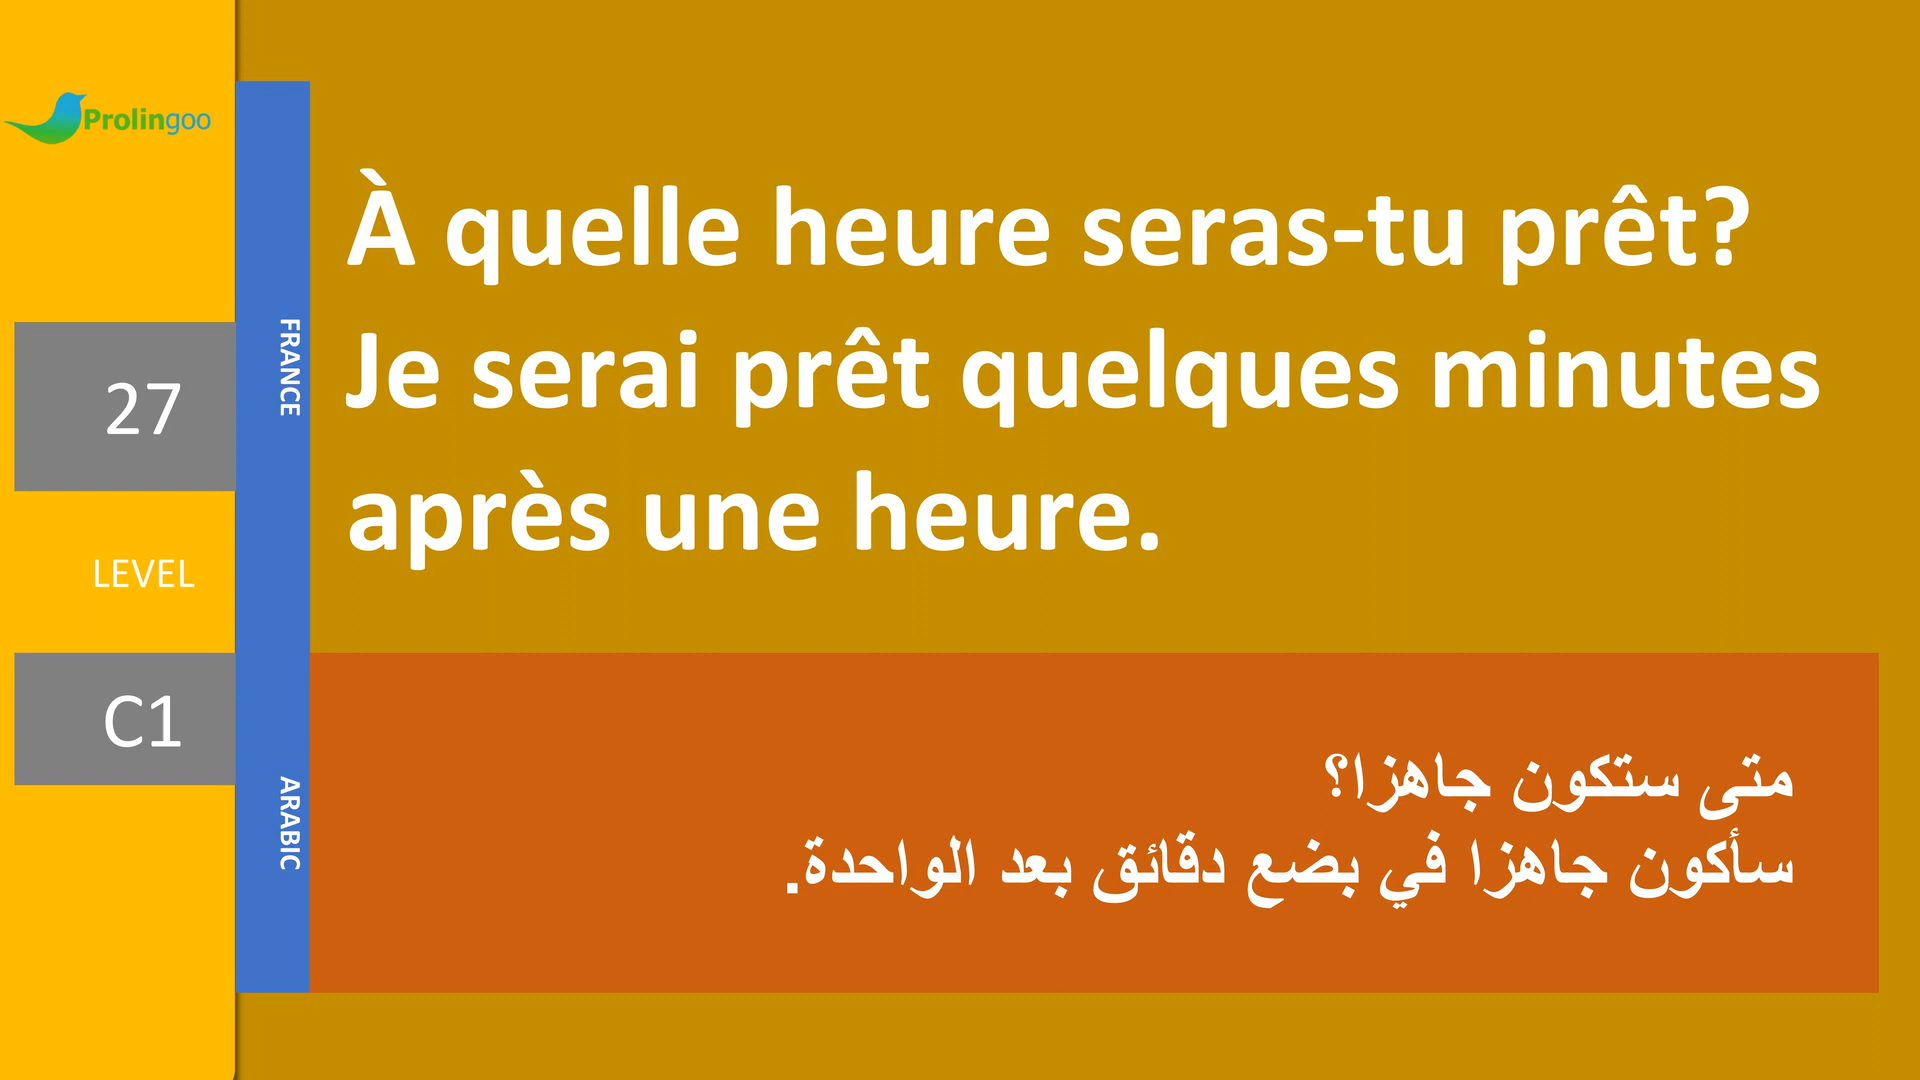 Prolingoo
27
LEVEL
C1
FRANCE
À quelle heure seras-tu prêt?
Je serai prêt quelques minutes
après une heure.
ARABIC
متى ستكون جاهزا؟
سأكون جاهزا في بضع دقائق بعد الواحدة.